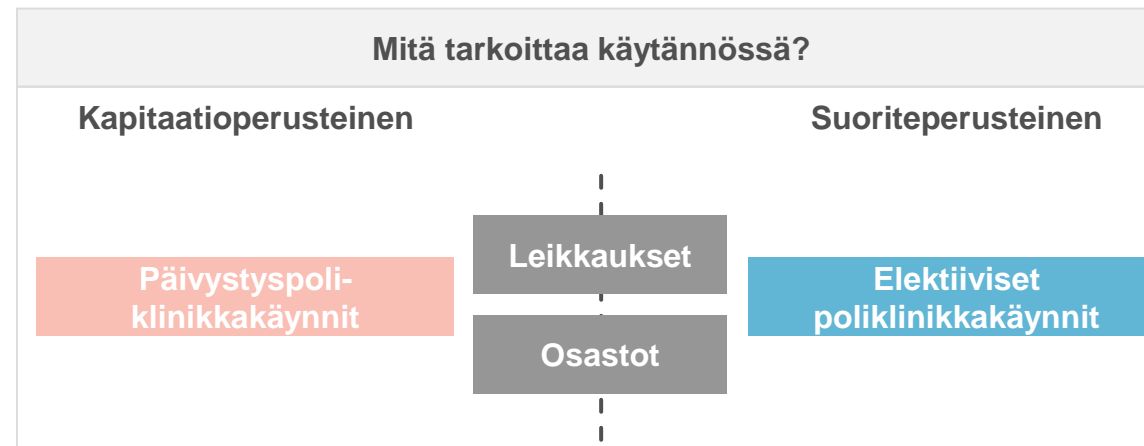 Mitä tarkoittaa käytännössä?
Kapitaatioperusteinen
Suoriteperusteinen
Leikkaukset
Päivystyspoli-
klinikkakäynnit
Elektiiviset
poliklinikkakäynnit
Osastot